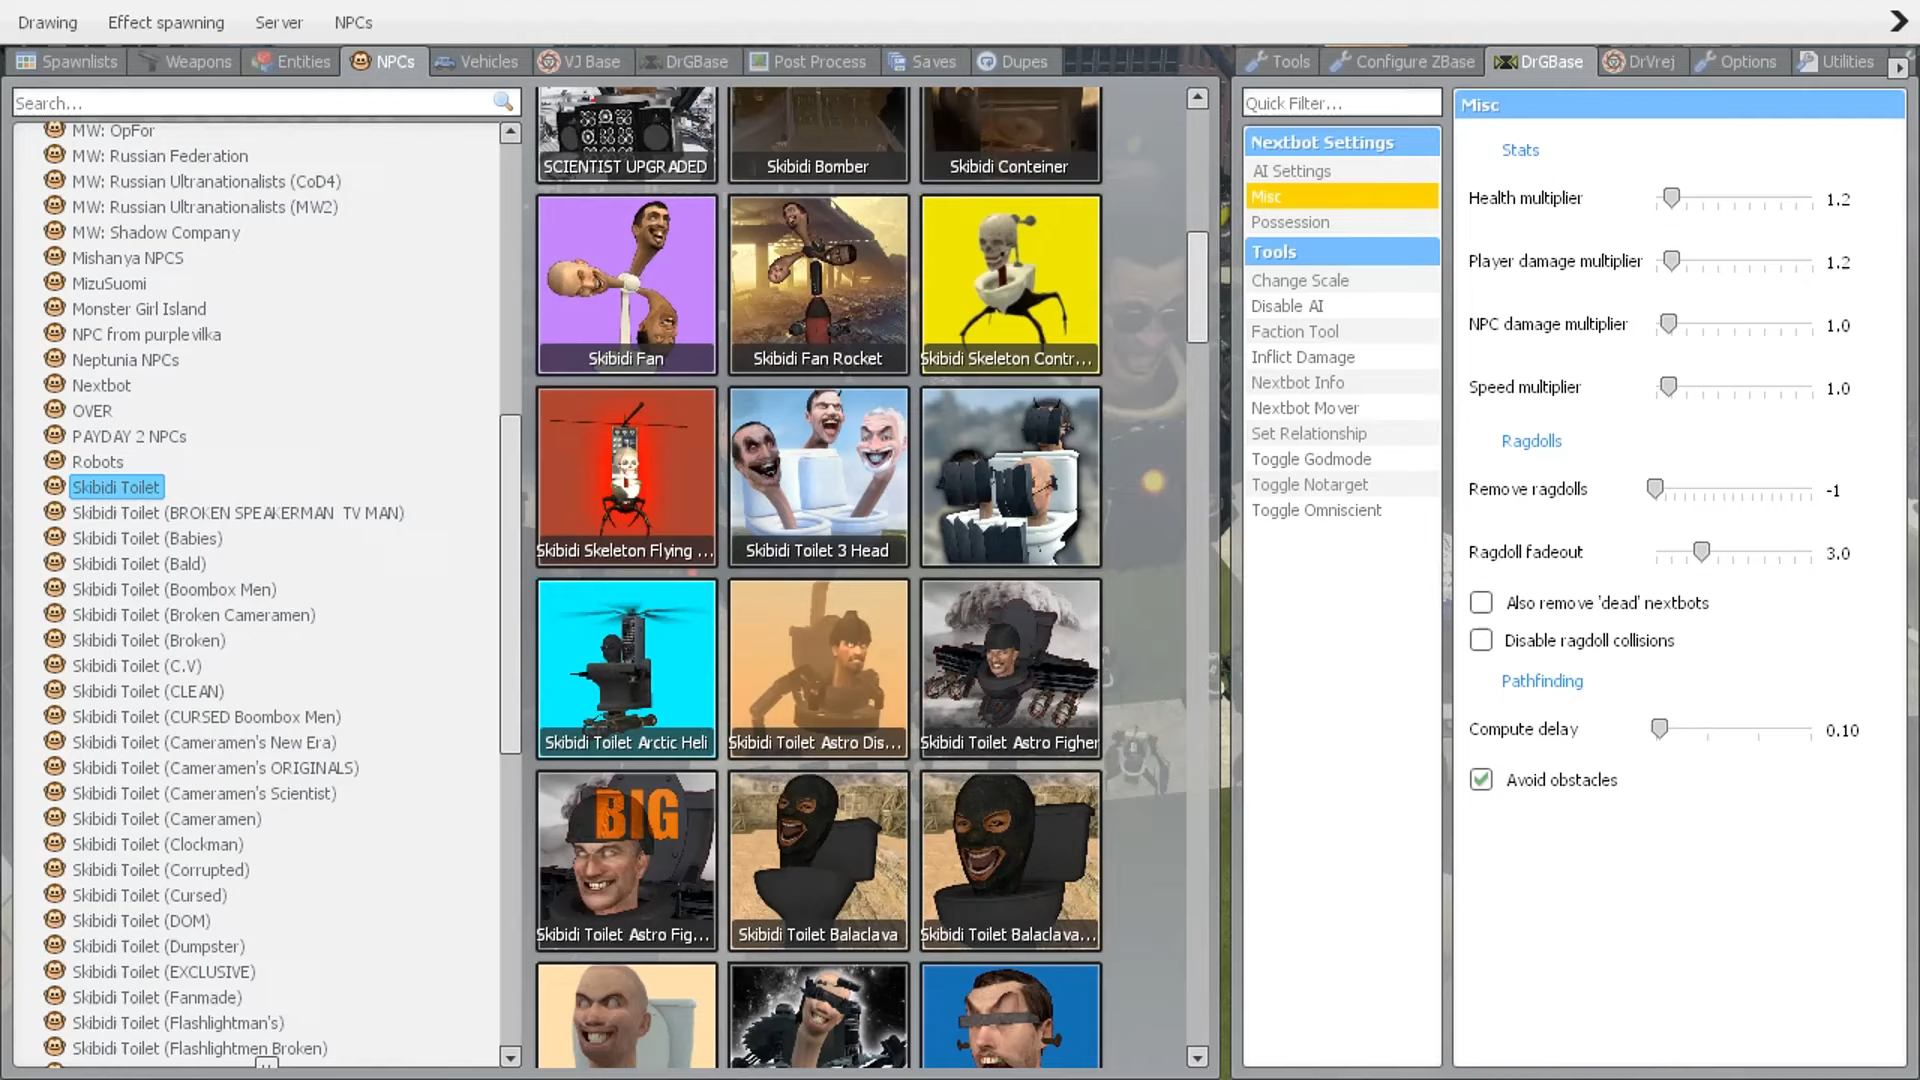 Drawing
Effect spawning
Server
NPCs
Spawnlists
Weapons
Entities
NPCs
Vehicles
VJ Base
DrGBase
Post Process
Saves
Dupes
Tools
Configure ZBase
DrGBase
DrVrej
Options
Utilities
Search...
MW: OpFor
MW: Russian Federation
MW: Russian Ultranationalists (CoD4)
MW: Russian Ultranationalists (MW2)
MW: Shadow Company
Mishanya NPCS
MizuSuomi
Monster Girl Island
NPC from purplevilka
Neptunia NPCs
Nextbot
OVER
PAYDAY 2 NPCs
Robots
Skibidi Toilet
Skibidi Toilet (BROKEN SPEAKERMAN TV MAN)
Skibidi Toilet (Babies)
Skibidi Toilet (Bald)
Skibidi Toilet (Boombox Men)
Skibidi Toilet (Broken Cameramen)
Skibidi Toilet (Broken)
Skibidi Toilet (C.V)
Skibidi Toilet (CLEAN)
Skibidi Toilet (CURSED Boombox Men)
Skibidi Toilet (Cameramen's New Era)
Skibidi Toilet (Cameramen's ORIGINALS)
Skibidi Toilet (Cameramen's Scientist)
Skibidi Toilet (Cameramen)
Skibidi Toilet (Clockman)
Skibidi Toilet (Corrupted)
Skibidi Toilet (Cursed)
Skibidi Toilet (DOM)
Skibidi Toilet (Dumpster)
Skibidi Toilet (EXCLUSIVE)
Skibidi Toilet (Fanmade)
Skibidi Toilet (Flashlightman's)
Skibidi Toilet (Flashlightmen Broken)
SCIENTIST UPGRADED
Skibidi Bomber
Skibidi Conteiner
Skibidi Fan
Skibidi Fan Rocket
Skibidi Skeleton Contr...
Skibidi Skeleton Flying ...
Skibidi Toilet 3 Head
Skibidi Toilet Arctic Heli
Skibidi Toilet Astro Dis...
Skibidi Toilet Astro Figher
BIG
Skibidi Toilet Astro Fig...
Skibidi Toilet Balaclava
Skibidi Toilet Balaclava...
Quick Filter...
Nextbot Settings
AI Settings
Misc
Possession
Tools
Change Scale
Disable AI
Faction Tool
Inflict Damage
Nextbot Info
Nextbot Mover
Set Relationship
Toggle Godmode
Toggle Notarget
Toggle Omniscient
Misc
Stats
Health multiplier 1.2
Player damage multiplier 1.2
NPC damage multiplier 1.0
Speed multiplier 1.0
Ragdolls
Remove ragdolls -1
Ragdoll fadeout 3.0
Also remove 'dead' nextbots
Disable ragdoll collisions
Pathfinding
Compute delay 0.10
Avoid obstacles